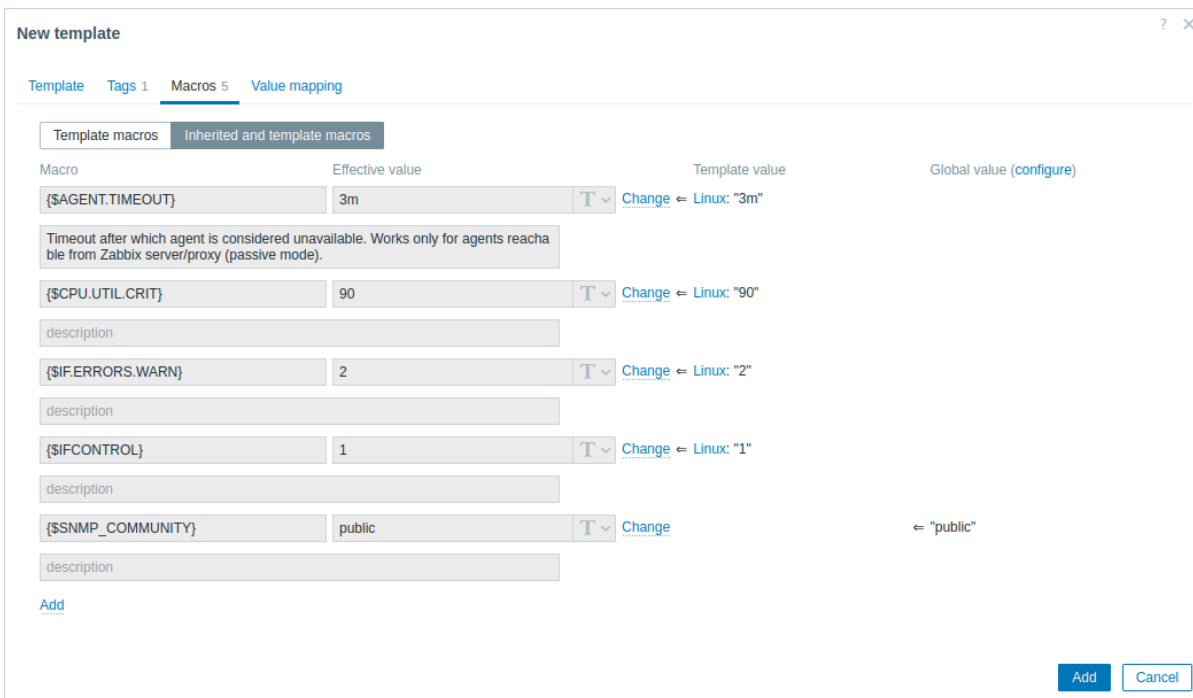 New template
?
Template Tags 1 Macros 5 Value mapping
Template macros Inherited and template macros
Macro Effective value Template value Global value (configure)
{$AGENT.TIMEOUT} 3m T Change ⇐ Linux: "3m"
Timeout after which agent is considered unavailable. Works only for agents reacha
ble from Zabbix server/proxy (passive mode).
{$CPU.UTIL.CRIT} 90 T Change ⇐ Linux: "90"
description
{$IF.ERRORS.WARN} 2 T Change ⇐ Linux: "2"
description
{$IFCONTROL} 1 T Change ⇐ Linux: "1"
description
{$SNMP_COMMUNITY} public T Change ⇐ "public"
description
Add
Add Cancel